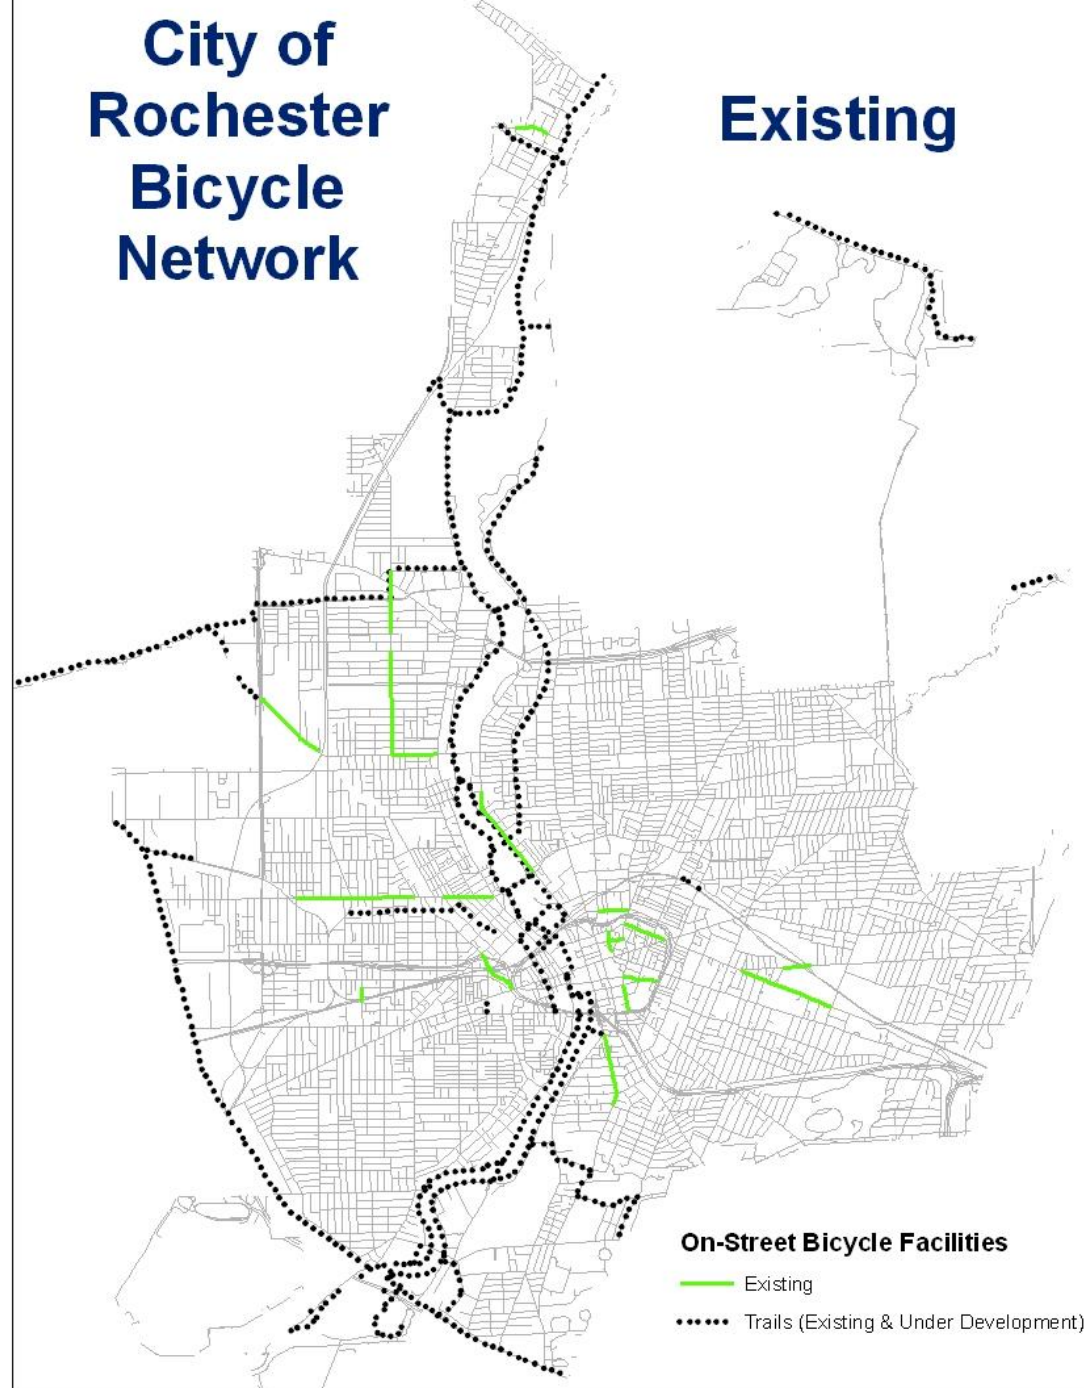 City of
Rochester
Bicycle
Network
Existing
On-Street Bicycle Facilities
Existing
Trails (Existing & Under Development)